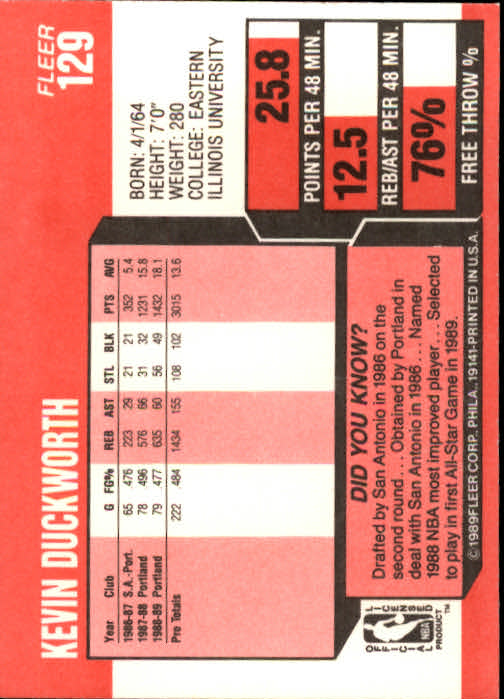 KEVIN DUCKWORTH
FLEER
129
BORN: 4/1/64
HEIGHT: 7'0"
WEIGHT: 280
COLLEGE: EASTERN
ILLINOIS UNIVERSITY
Year Club G FG% REB AST STL BLK PTS AVG
1986-87 S.A.-Port. 65 .476 223 29 21 21 352 5.4
1987-88 Portland 78 .496 576 66 31 32 1231 15.8
1988-89 Portland 79 .477 635 60 56 49 1432 18.1
Pro Totals 222 .484 1434 155 108 102 3015 13.6
25.8
POINTS PER 48 MIN.
12.5
REB/AST PER 48 MIN.
76%
FREE THROW %
DID YOU KNOW?
Drafted by San Antonio in 1986 on the
second round... Obtained by Portland in
deal with San Antonio in 1986... Named
1988 NBA most improved player... Selected
to play in first All-Star Game in 1989.
OFFICIAL
LICENSED
NBA
PRODUCT™
©1989 FLEER CORP., PHILA., 19141-PRINTED IN U.S.A.